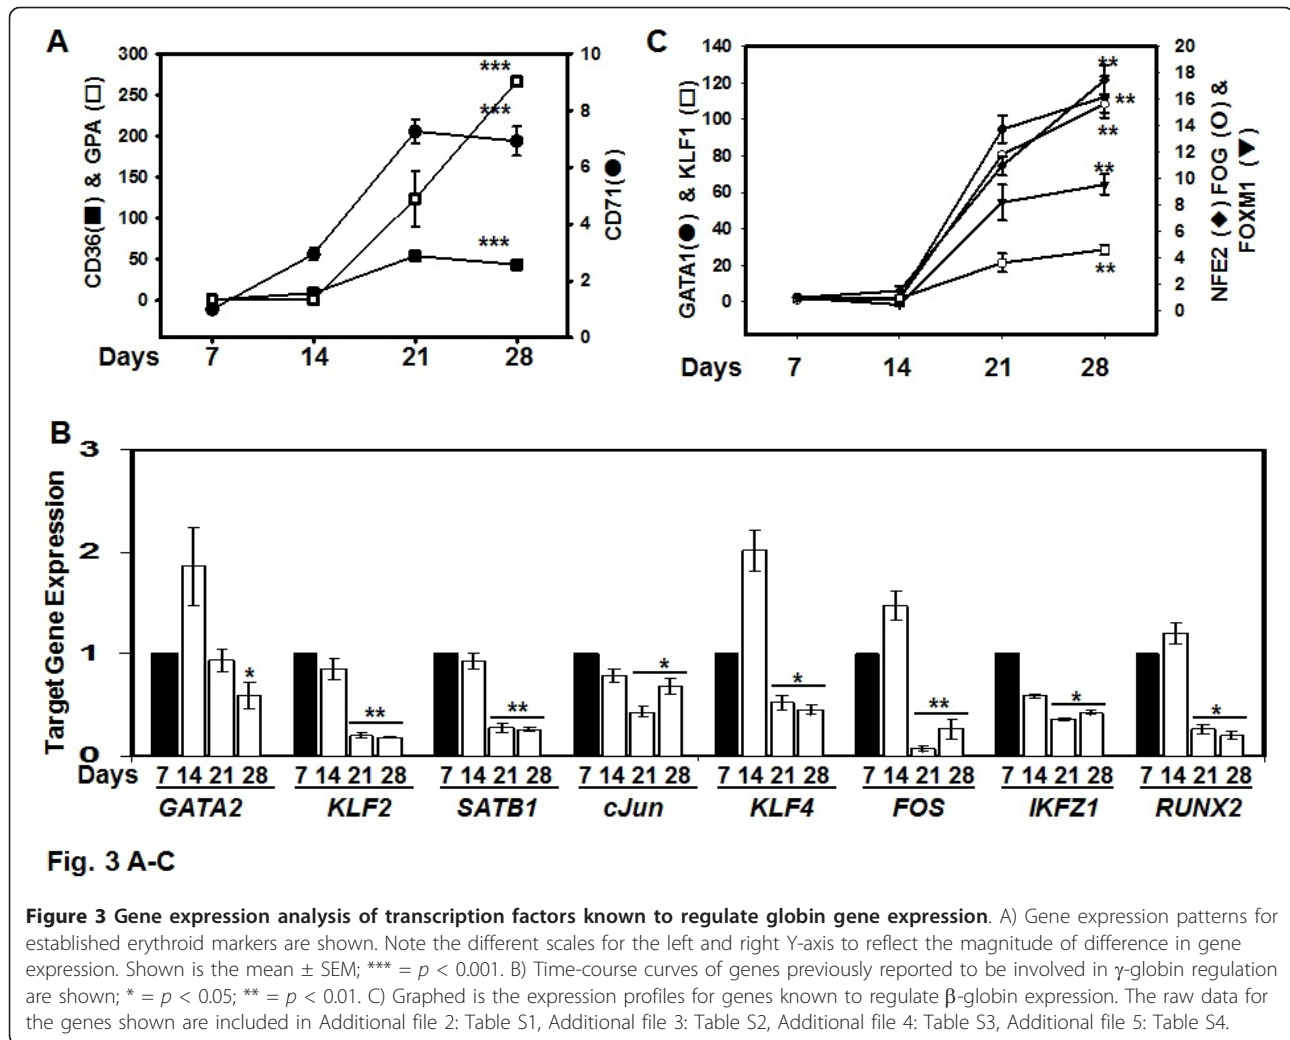 A
300
250
200
150
100
50
0
CD36(■) & GPA (□)
10
8
6
4
2
0
CD71(●)
***
***
***
Days 7 14 21 28
C
140
120
100
80
60
40
20
0
GATA1(●) & KLF1 (□)
20
18
16
14
12
10
8
6
4
2
0
NFE2 (◆)FOG (O) &
FOXM1 (▼)
**
**
**
**
**
Days 7 14 21 28
B
3
2
1
0
Target Gene Expression
*
**
**
*
*
**
*
*
Days 7 14 21 28 7 14 21 28 7 14 21 28 7 14 21 28 7 14 21 28 7 14 21 28 7 14 21 28 7 14 21 28
GATA2 KLF2 SATB1 cJun KLF4 FOS IKFZ1 RUNX2
Fig. 3 A-C
Figure 3 Gene expression analysis of transcription factors known to regulate globin gene expression. A) Gene expression patterns for
established erythroid markers are shown. Note the different scales for the left and right Y-axis to reflect the magnitude of difference in gene
expression. Shown is the mean ± SEM; *** = p < 0.001. B) Time-course curves of genes previously reported to be involved in γ-globin regulation
are shown; * = p < 0.05; ** = p < 0.01. C) Graphed is the expression profiles for genes known to regulate β-globin expression. The raw data for
the genes shown are included in Additional file 2: Table S1, Additional file 3: Table S2, Additional file 4: Table S3, Additional file 5: Table S4.